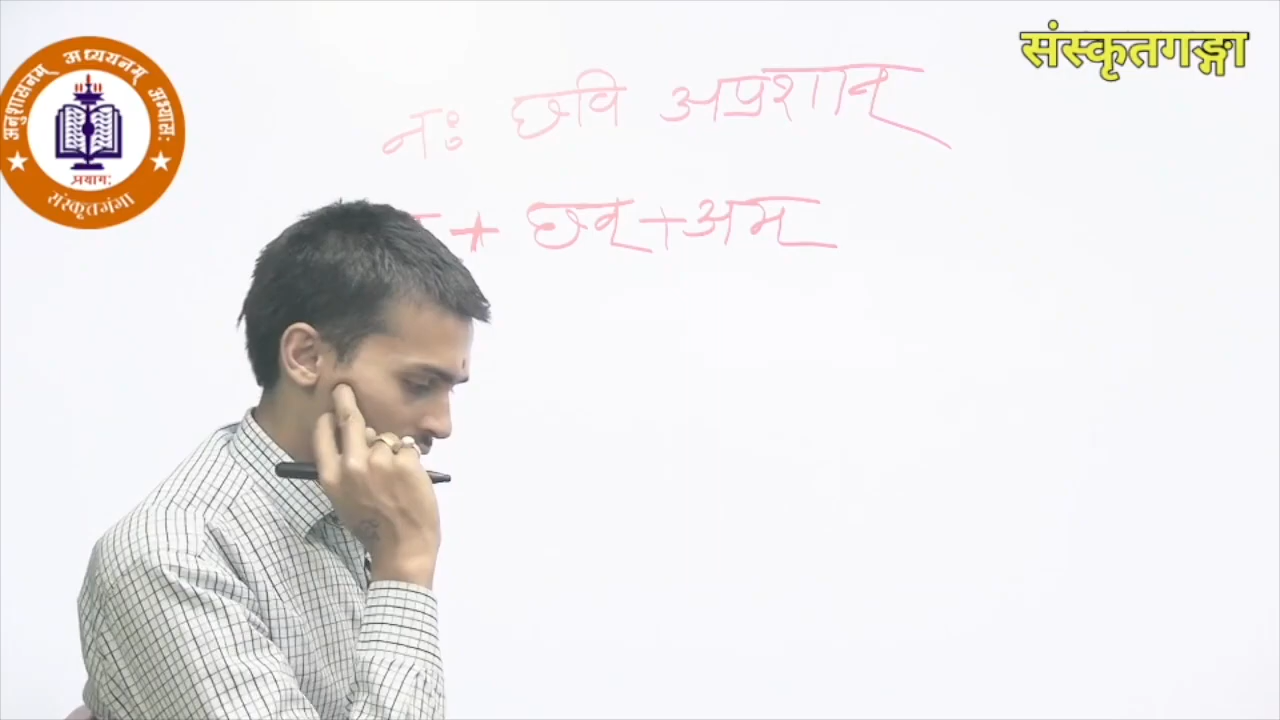 संस्कृतगङ्गा
अनुशासनम् अध्ययनम् अभ्यासः
प्रयागः
संस्कृतगंगा
नः छवि अप्रशान्
+ छव् + अम्